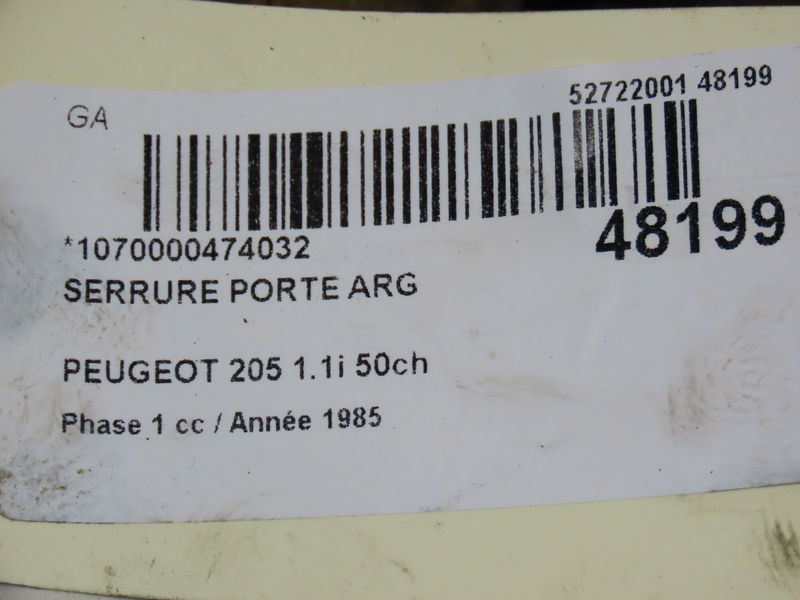 GA
52722001 48199
*1070000474032
48199
SERRURE PORTE ARG
PEUGEOT 205 1.1i 50ch
Phase 1 cc / Année 1985